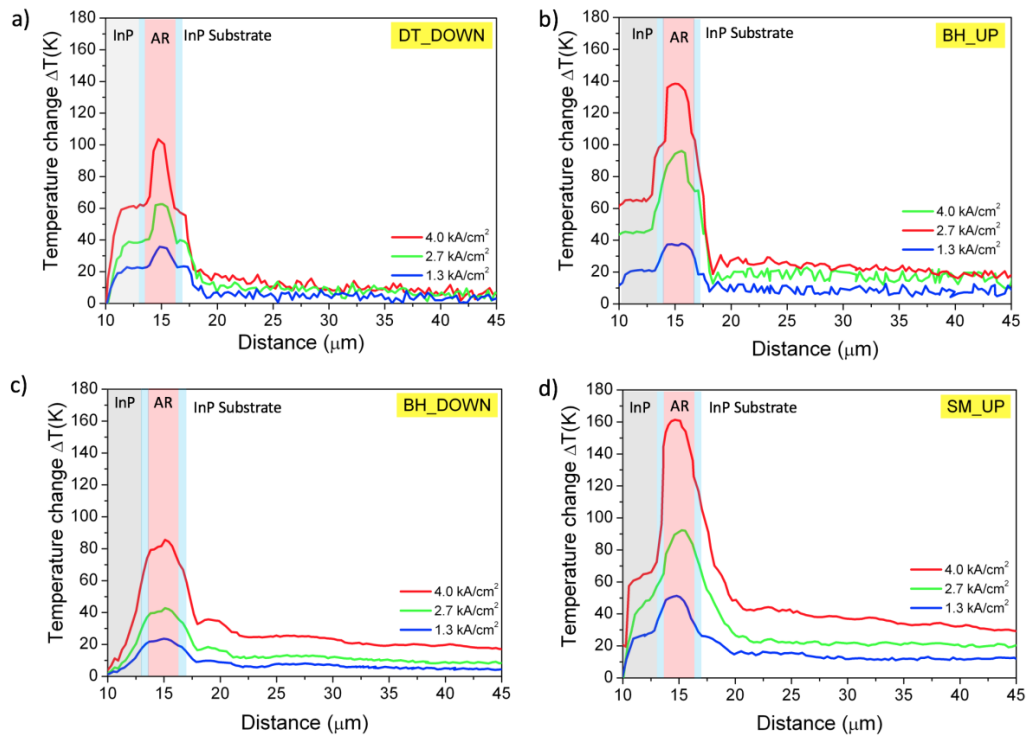 a)
InP AR InP Substrate
DT_DOWN
180
160
140
120
100
80
60
40
20
0
Temperature change ΔT(K)
4.0 kA/cm²
2.7 kA/cm²
1.3 kA/cm²
10 15 20 25 30 35 40 45
Distance (μm)
b)
InP AR InP Substrate
BH_UP
180
160
140
120
100
80
60
40
20
0
Temperature change ΔT(K)
4.0 kA/cm²
2.7 kA/cm²
1.3 kA/cm²
10 15 20 25 30 35 40 45
Distance (μm)
c)
InP AR InP Substrate
BH_DOWN
180
160
140
120
100
80
60
40
20
0
Temperature change ΔT(K)
4.0 kA/cm²
2.7 kA/cm²
1.3 kA/cm²
10 15 20 25 30 35 40 45
Distance (μm)
d)
InP AR InP Substrate
SM_UP
180
160
140
120
100
80
60
40
20
0
Temperature change ΔT(K)
4.0 kA/cm²
2.7 kA/cm²
1.3 kA/cm²
10 15 20 25 30 35 40 45
Distance (μm)